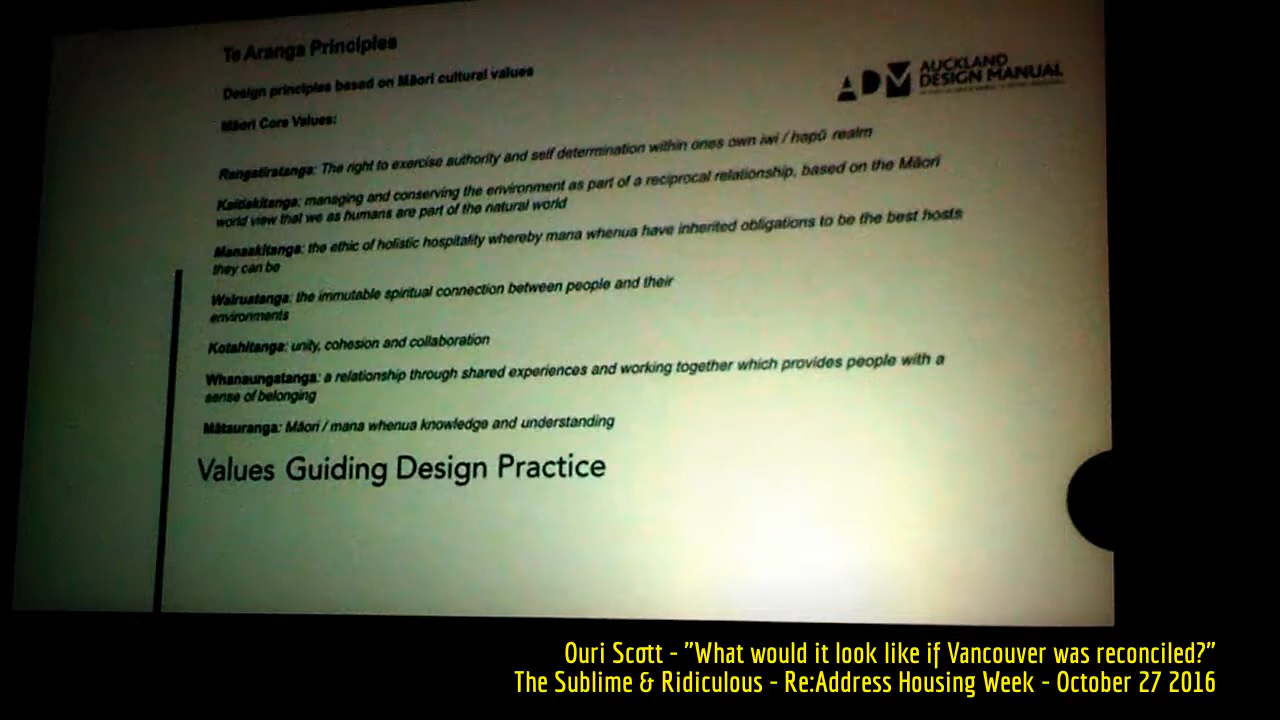 Te Aranga Principles
Design principles based on Māori cultural values
AUCKLAND
DESIGN MANUAL
Māori Core Values:
Rangatiratanga: The right to exercise authority and self determination within ones own iwi / hapū realm
Kaitiakitanga: managing and conserving the environment as part of a reciprocal relationship, based on the Māori
world view that we as humans are part of the natural world
Manaakitanga: the ethic of holistic hospitality whereby mana whenua have inherited obligations to be the best hosts
they can be
Wairuatanga: the immutable spiritual connection between people and their
environments
Kotahitanga: unity, cohesion and collaboration
Whanaungatanga: a relationship through shared experiences and working together which provides people with a
sense of belonging
Mātauranga: Māori / mana whenua knowledge and understanding
Values Guiding Design Practice
Ouri Scott - "What would it look like if Vancouver was reconciled?"
The Sublime & Ridiculous - Re:Address Housing Week - October 27 2016